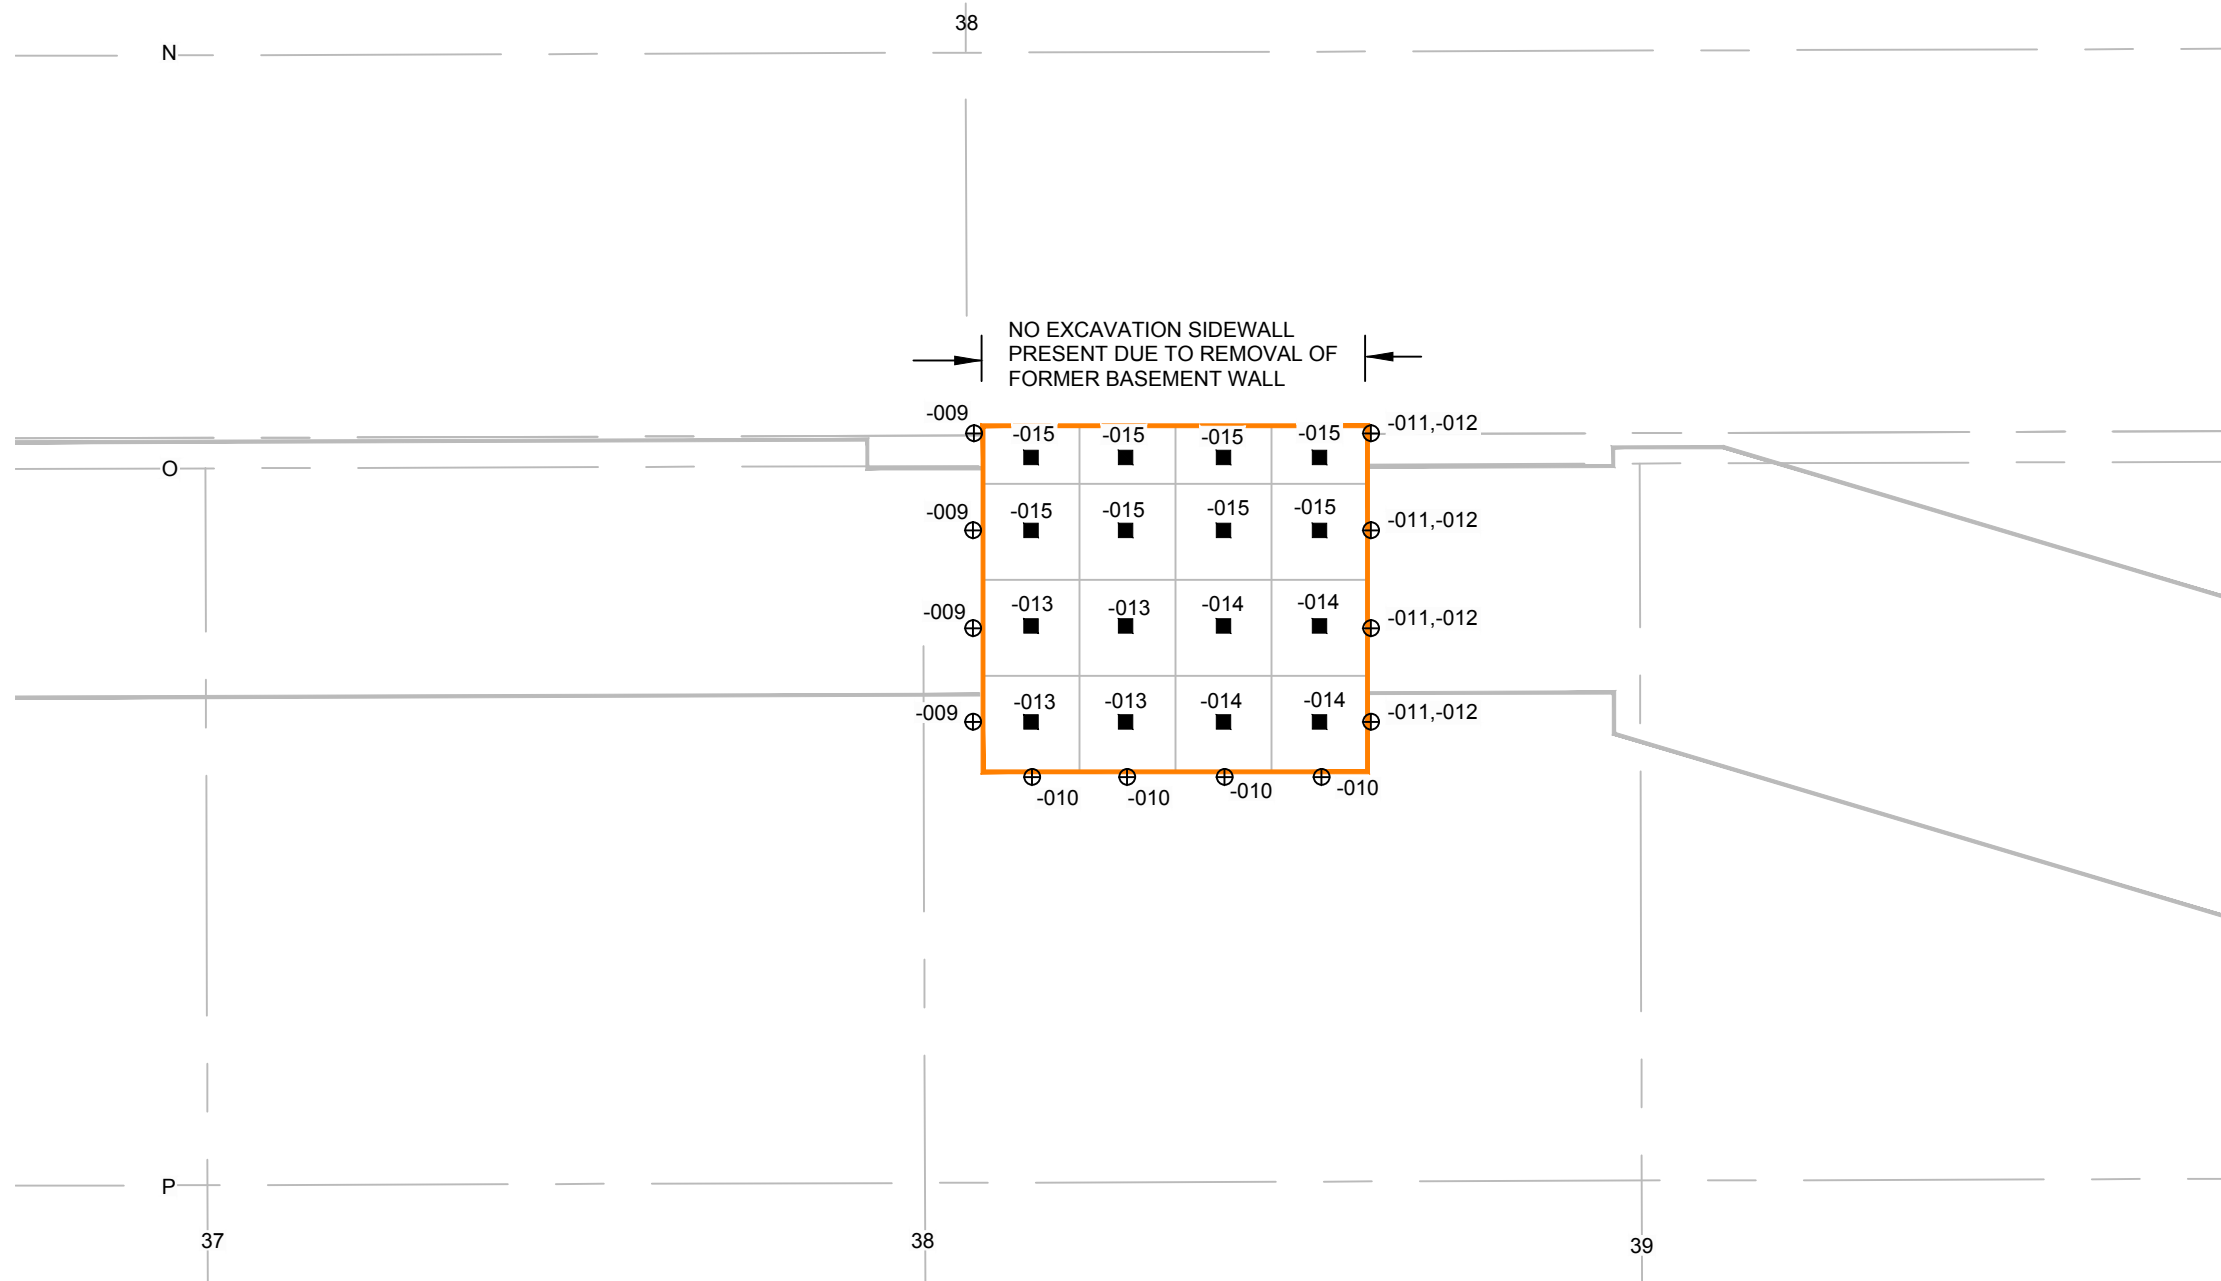 38
N
NO EXCAVATION SIDEWALL
PRESENT DUE TO REMOVAL OF
FORMER BASEMENT WALL
-009
-015 -015 -015 -015
-011,-012
O
-009
-015 -015 -015 -015
-011,-012
-009
-013 -013 -014 -014
-011,-012
-009
-013 -013 -014 -014
-011,-012
-010 -010 -010 -010
P
37 38 39